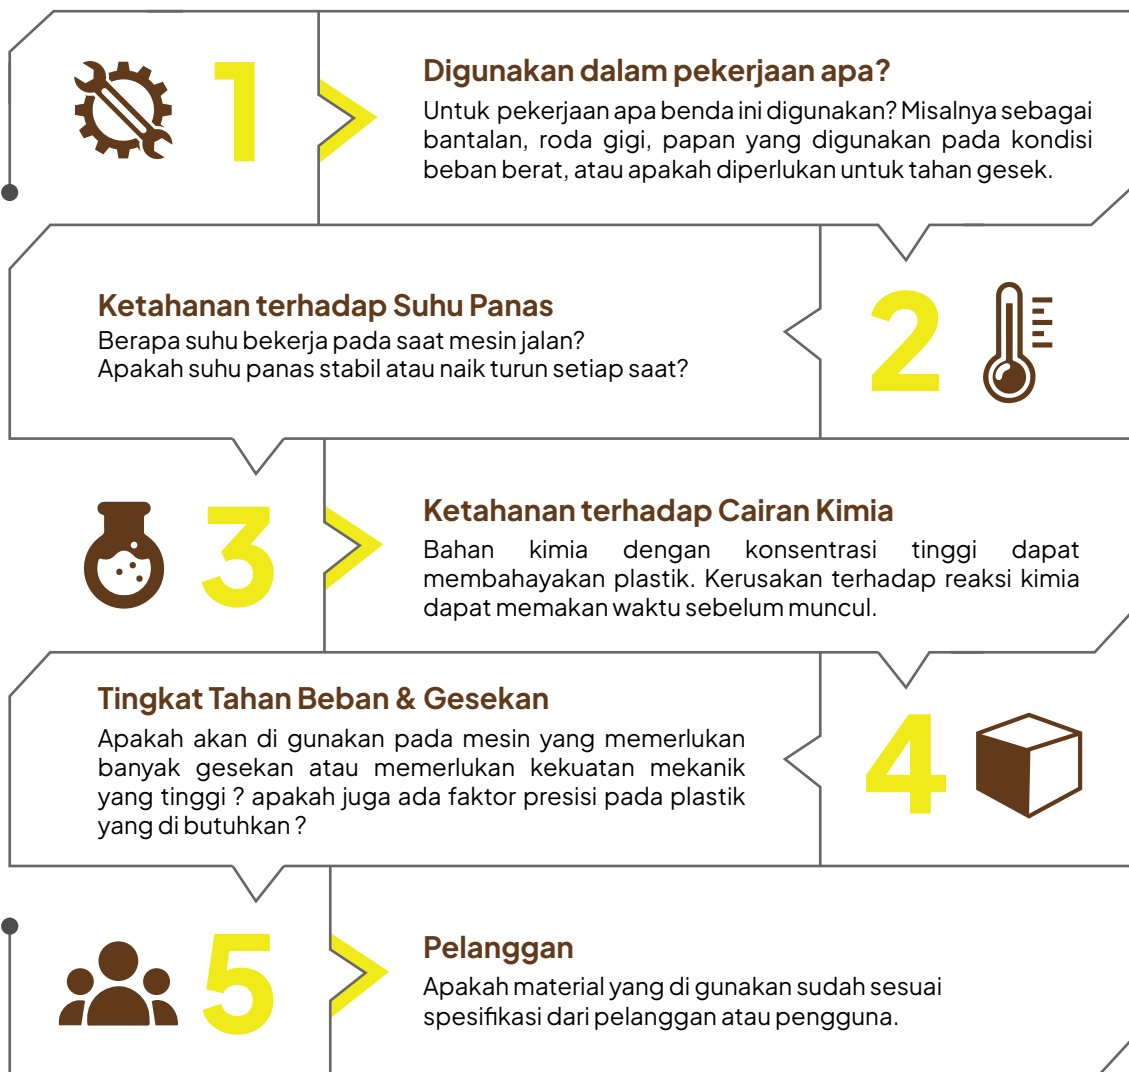 1
Digunakan dalam pekerjaan apa?
Untuk pekerjaan apa benda ini digunakan? Misalnya sebagai
bantalan, roda gigi, papan yang digunakan pada kondisi
beban berat, atau apakah diperlukan untuk tahan gesek.
Ketahanan terhadap Suhu Panas
Berapa suhu bekerja pada saat mesin jalan?
Apakah suhu panas stabil atau naik turun setiap saat?
2
3
Ketahanan terhadap Cairan Kimia
Bahan kimia dengan konsentrasi tinggi dapat
membahayakan plastik. Kerusakan terhadap reaksi kimia
dapat memakan waktu sebelum muncul.
Tingkat Tahan Beban & Gesekan
Apakah akan di gunakan pada mesin yang memerlukan
banyak gesekan atau memerlukan kekuatan mekanik
yang tinggi ? apakah juga ada faktor presisi pada plastik
yang di butuhkan ?
4
5
Pelanggan
Apakah material yang di gunakan sudah sesuai
spesifikasi dari pelanggan atau pengguna.